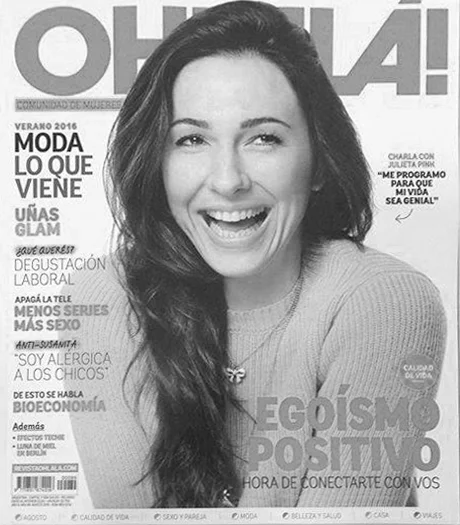 OHLALÁ!
COMUNIDAD DE MUJERES
VERANO 2016
MODA
LO QUE
VIENE
UÑAS
GLAM
¿QUÉ QUERÉS?
DEGUSTACIÓN
LABORAL
APAGÁ LA TELE
MENOS SERIES
MÁS SEXO
ANTI-SUSANITA
"SOY ALÉRGICA
A LOS CHICOS"
DE ESTO SE HABLA
BIOECONOMÍA
Además
• EFECTOS TECHIE
• LUNA DE MIEL
EN BERLÍN
REVISTAOHLALA.COM
CHARLA CON
JULIETA PINK
"ME PROGRAMO
PARA QUE
MI VIDA
SEA GENIAL"
CALIDAD
DE VIDA
EGOÍSMO
POSITIVO
HORA DE CONECTARTE CON VOS
AGOSTO CALIDAD DE VIDA SEXO Y PAREJA MODA BELLEZA Y SALUD CASA VIAJES